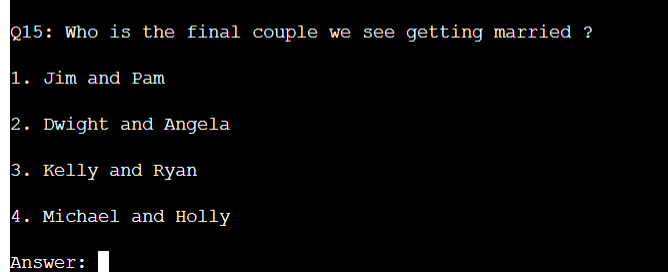 Q15: Who is the final couple we see getting married ?
1. Jim and Pam
2. Dwight and Angela
3. Kelly and Ryan
4. Michael and Holly
Answer: